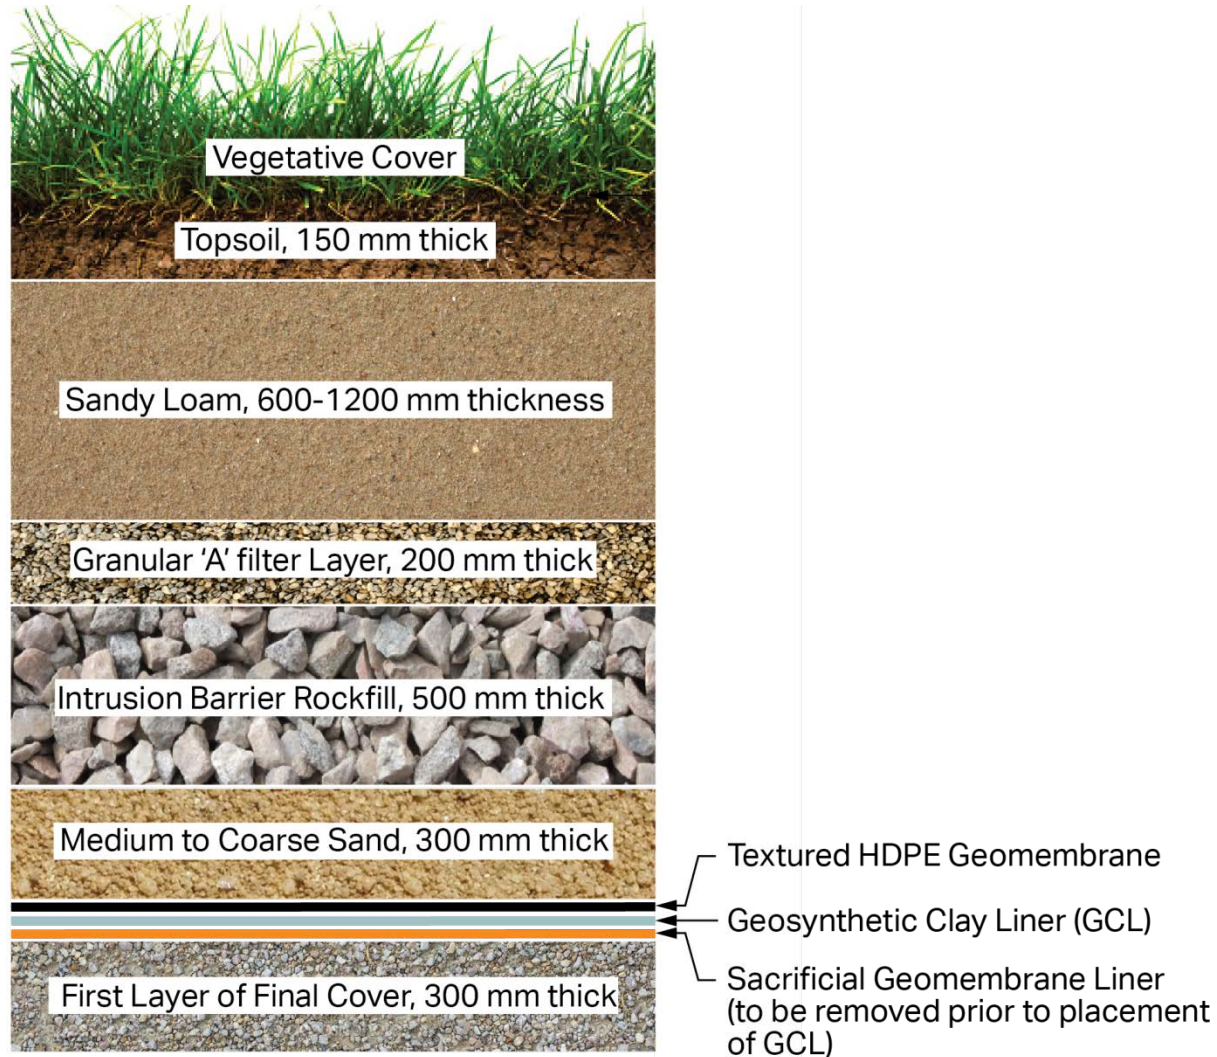 Vegetative Cover
Topsoil, 150 mm thick
Sandy Loam, 600-1200 mm thickness
Granular ‘A’ filter Layer, 200 mm thick
Intrusion Barrier Rockfill, 500 mm thick
Medium to Coarse Sand, 300 mm thick
Textured HDPE Geomembrane
Geosynthetic Clay Liner (GCL)
Sacrificial Geomembrane Liner
(to be removed prior to placement
of GCL)
First Layer of Final Cover, 300 mm thick